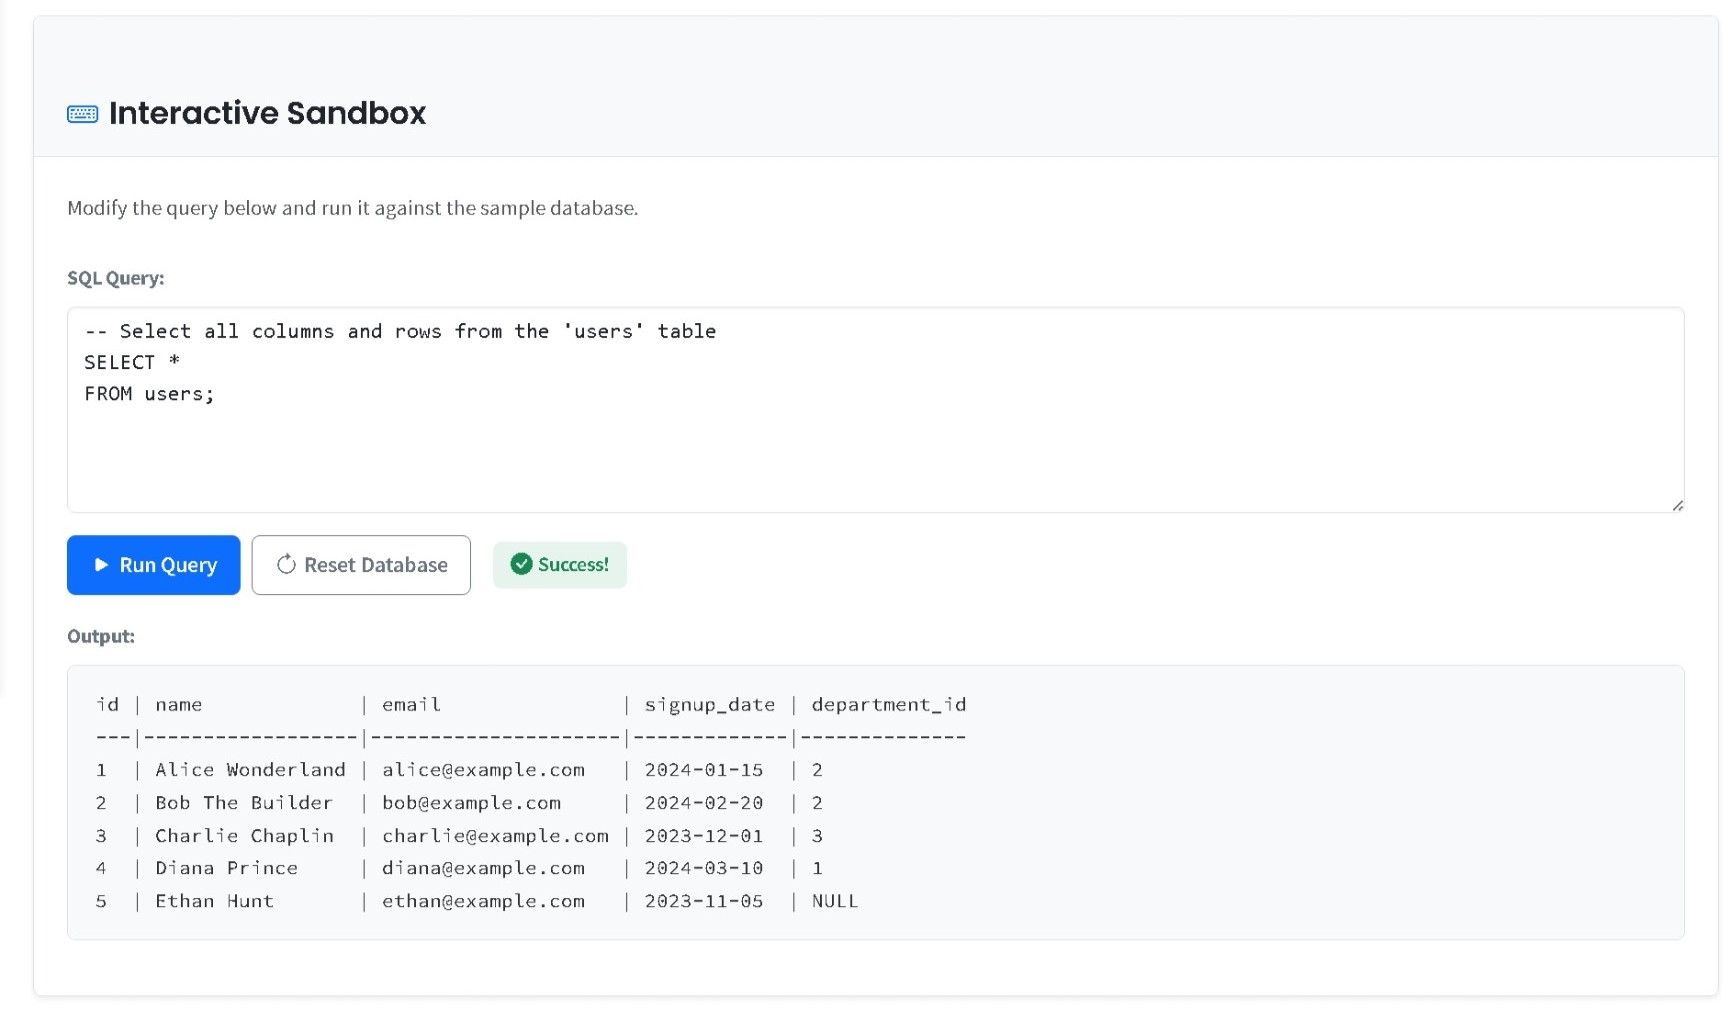 Interactive Sandbox
Modify the query below and run it against the sample database.
SQL Query:
-- Select all columns and rows from the 'users' table
SELECT *
FROM users;
Run Query Reset Database Success!
Output:
id | name             | email               | signup_date | department_id
---|------------------|---------------------|-------------|--------------
1  | Alice Wonderland | alice@example.com   | 2024-01-15  | 2
2  | Bob The Builder  | bob@example.com     | 2024-02-20  | 2
3  | Charlie Chaplin  | charlie@example.com | 2023-12-01  | 3
4  | Diana Prince     | diana@example.com   | 2024-03-10  | 1
5  | Ethan Hunt       | ethan@example.com   | 2023-11-05  | NULL